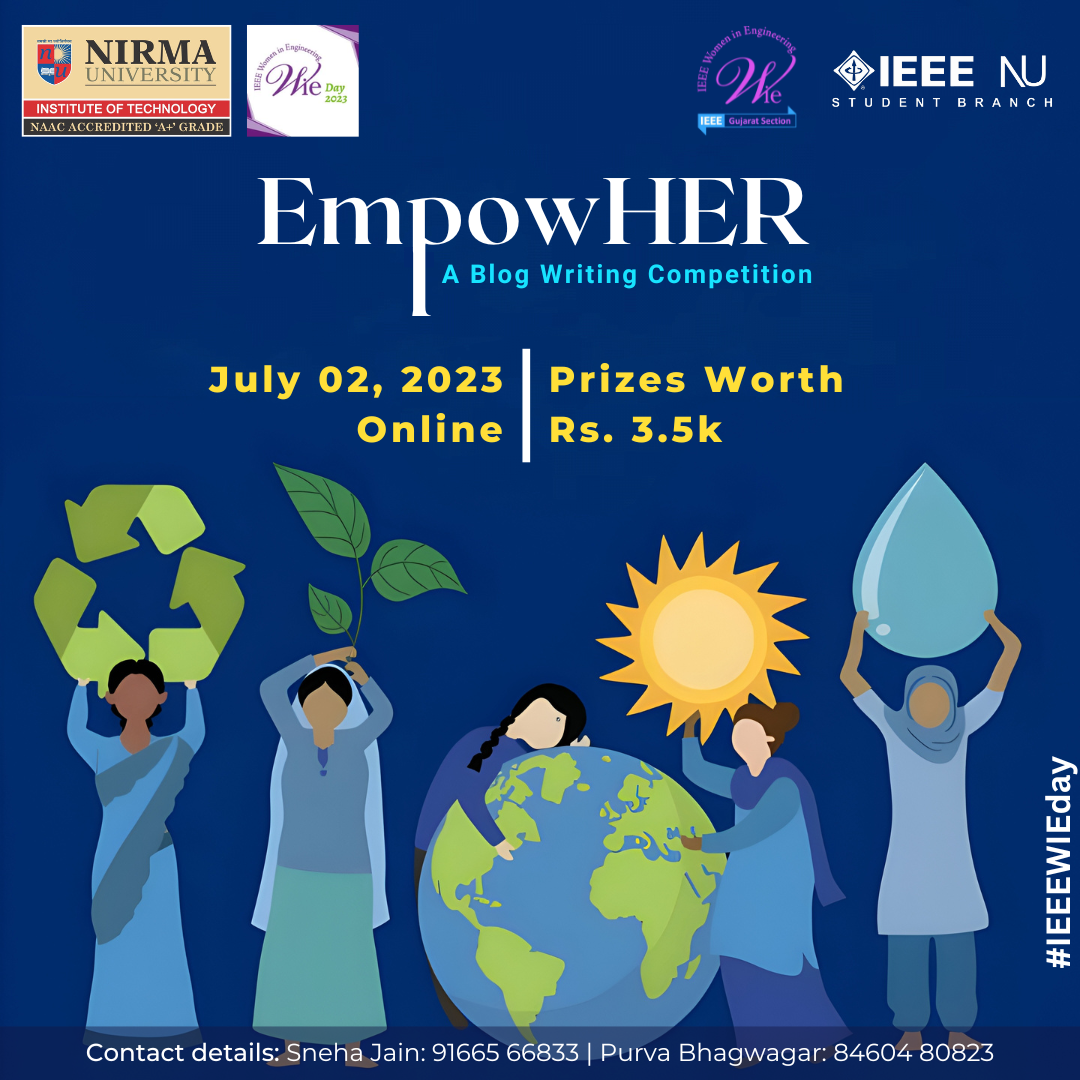 NIRMA
UNIVERSITY
INSTITUTE OF TECHNOLOGY
NAAC ACCREDITED 'A+' GRADE
IEEE Women in Engineering
Wie Day
2023
IEEE Women in Engineering
Wie
IEEE Gujarat Section
IEEE NU
STUDENT BRANCH
EmpowHER
A Blog Writing Competition
July 02, 2023
Online
Prizes Worth
Rs. 3.5k
#IEEEWIEday
Contact details: Sneha Jain: 91665 66833 | Purva Bhagwagar: 84604 80823